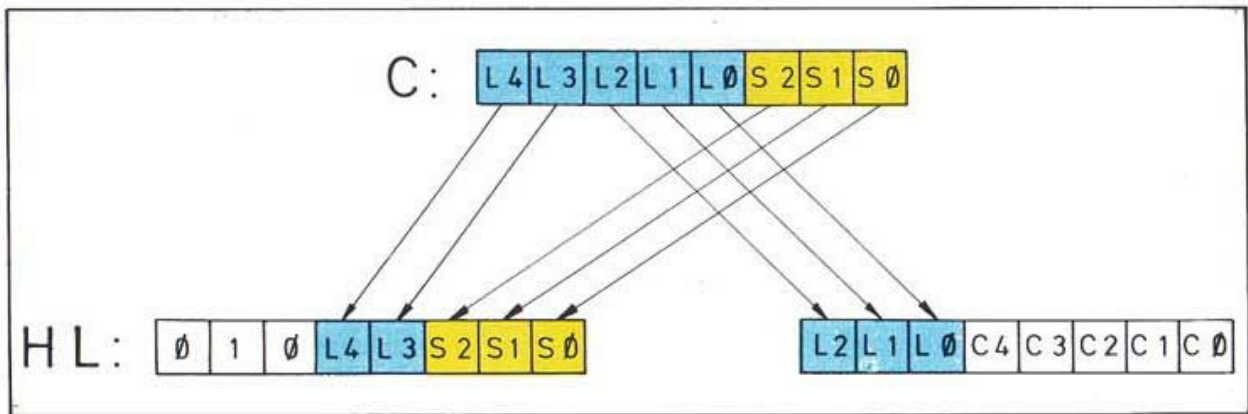 C: L4 L3 L2 L1 LØ S2 S1 SØ
HL: Ø 1 Ø L4 L3 S2 S1 SØ L2 L1 LØ C4 C3 C2 C1 CØ